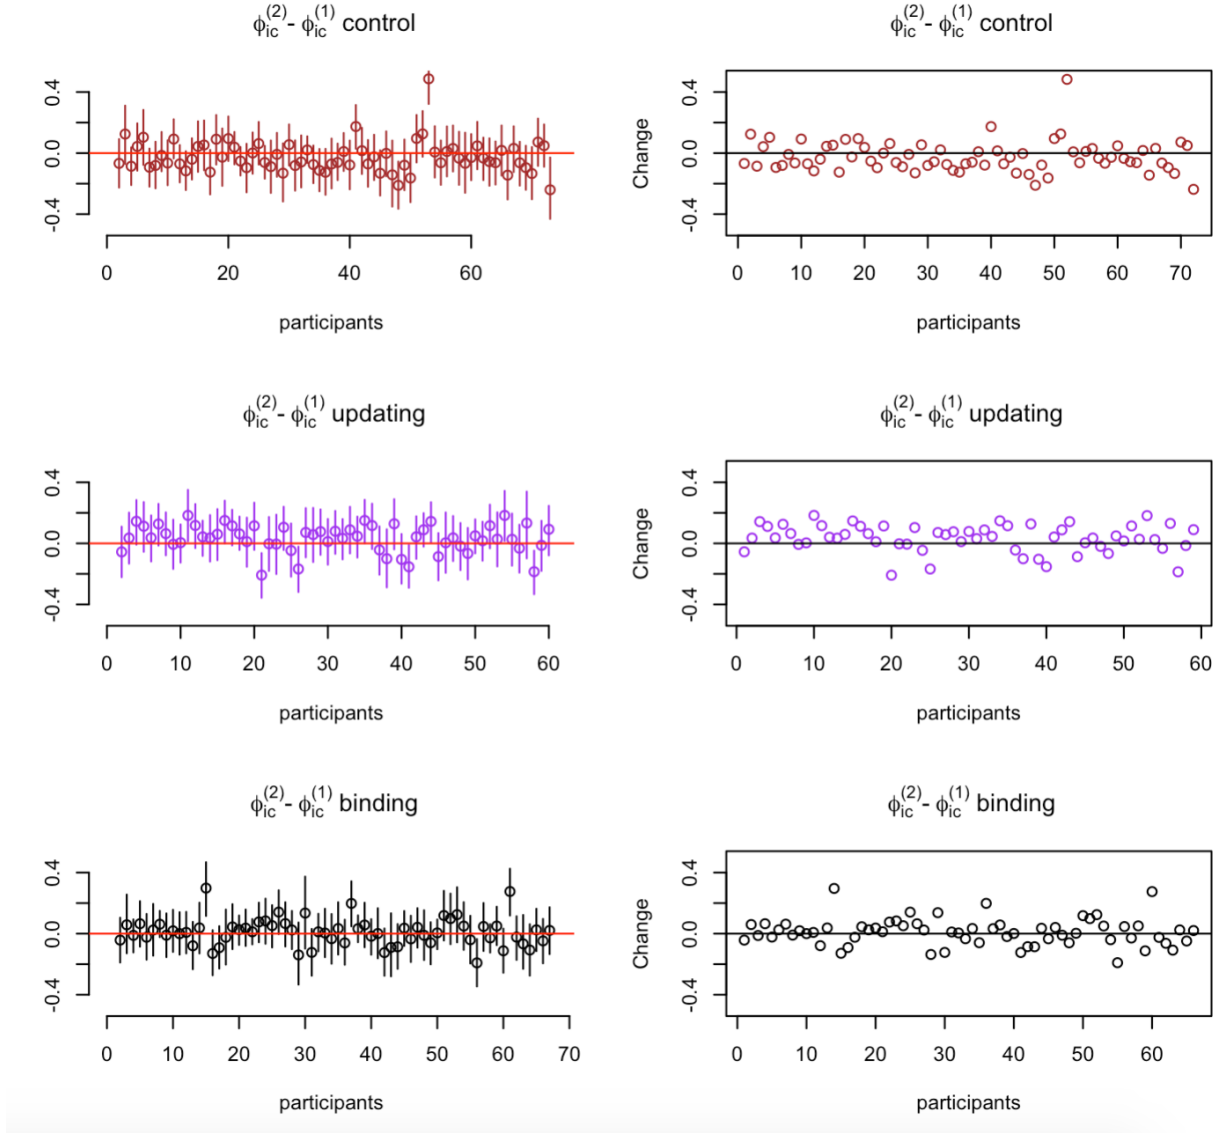 ϕic(2)- ϕic(1) control
0.4
0.0
-0.4
0 20 40 60
participants
ϕic(2)- ϕic(1) control
Change
0.4
0.0
-0.4
0 10 20 30 40 50 60 70
participants
ϕic(2)- ϕic(1) updating
0.4
0.0
-0.4
0 10 20 30 40 50 60
participants
ϕic(2)- ϕic(1) updating
Change
0.4
0.0
-0.4
0 10 20 30 40 50 60
participants
ϕic(2)- ϕic(1) binding
0.4
0.0
-0.4
0 10 20 30 40 50 60 70
participants
ϕic(2)- ϕic(1) binding
Change
0.4
0.0
-0.4
0 10 20 30 40 50 60
participants